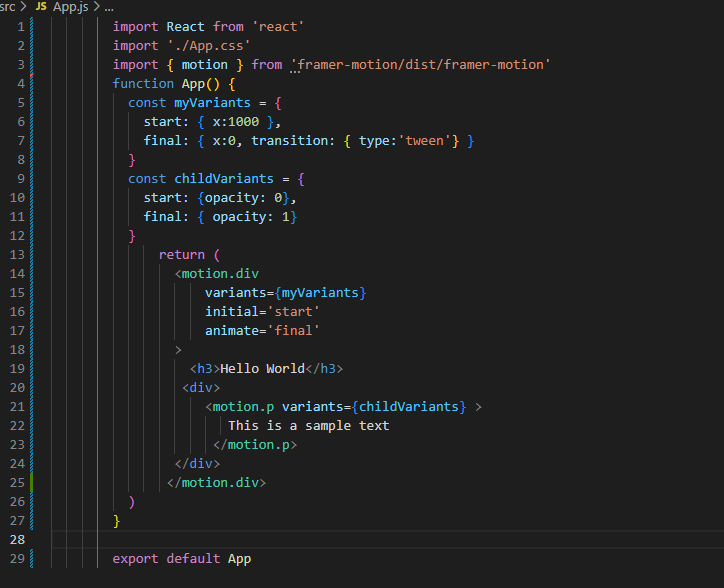 src > JS App.js > ...
1 import React from 'react'
2 import './App.css'
3 import { motion } from 'framer-motion/dist/framer-motion'
4 function App() {
5 const myVariants = {
6 start: { x:1000 },
7 final: { x:0, transition: { type:'tween'} }
8 }
9 const childVariants = {
10 start: {opacity: 0},
11 final: { opacity: 1}
12 }
13 return (
14 <motion.div
15 variants={myVariants}
16 initial='start'
17 animate='final'
18 >
19 <h3>Hello World</h3>
20 <div>
21 <motion.p variants={childVariants} >
22 This is a sample text
23 </motion.p>
24 </div>
25 </motion.div>
26 )
27 }
28
29 export default App